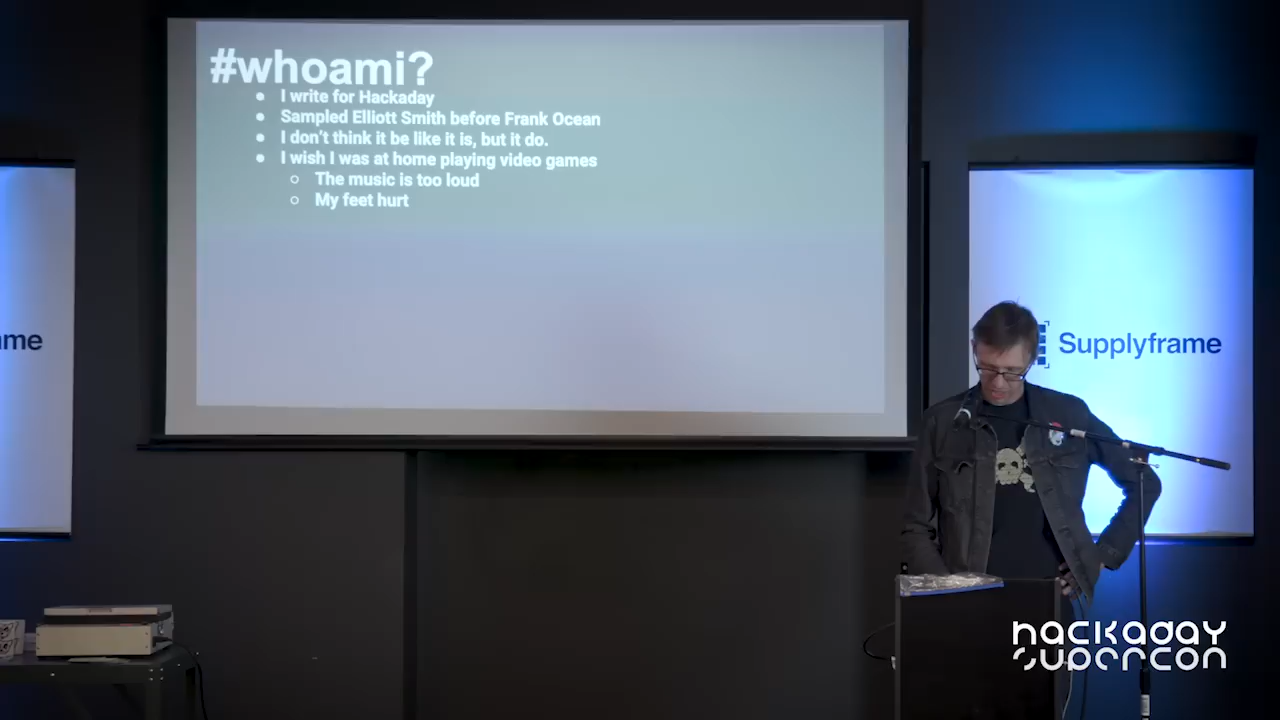 #whoami?
I write for Hackaday
Sampled Elliott Smith before Frank Ocean
I don't think it be like it is, but it do.
I wish I was at home playing video games
The music is too loud
My feet hurt
ame
Supplyframe
hackaday
supercon